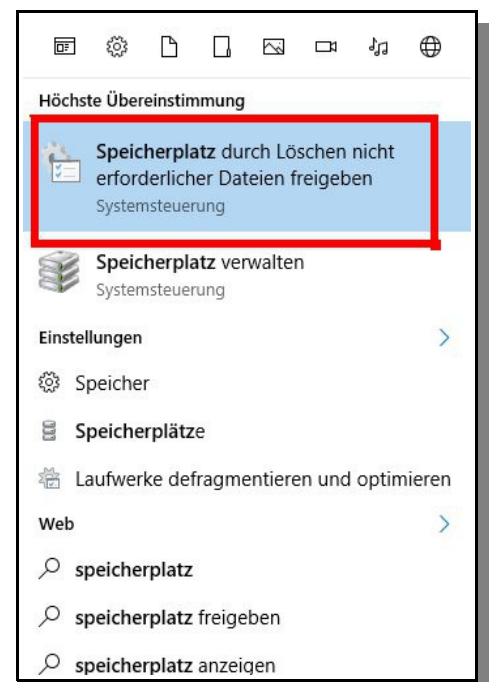 Höchste Übereinstimmung
Speicherplatz durch Löschen nicht
erforderlicher Dateien freigeben
Systemsteuerung
Speicherplatz verwalten
Systemsteuerung
Einstellungen
Speicher
Speicherplätze
Laufwerke defragmentieren und optimieren
Web
speicherplatz
speicherplatz freigeben
speicherplatz anzeigen